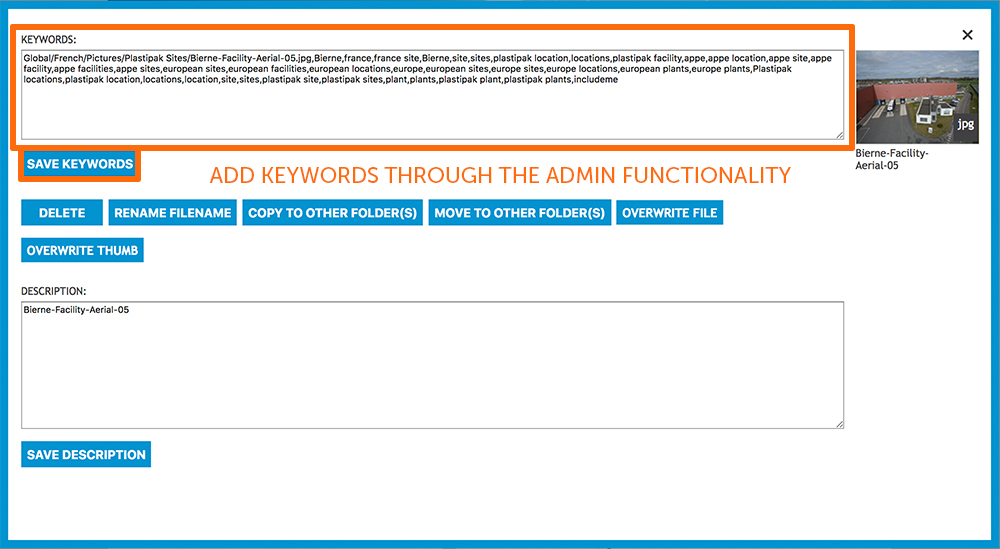 KEYWORDS:
Global/French/Pictures/Plastipak Sites/Bierne-Facility-Aerial-05.jpg,Bierne,france,france site,Bierne,site,sites,plastipak location,locations,plastipak facility,appe,appe location,appe site,appe
facility,appe facilities,appe sites,european sites,european facilities,european locations,europe,european sites,europe sites,europe locations,european plants,europe plants,Plastipak
locations,plastipak location,locations,location,site,sites,plastipak site,plastipak sites,plant,plants,plastipak plant,plastipak plants,includeme
jpg
Bierne-Facility-
Aerial-05
SAVE KEYWORDS
ADD KEYWORDS THROUGH THE ADMIN FUNCTIONALITY
DELETE RENAME FILENAME COPY TO OTHER FOLDER(S) MOVE TO OTHER FOLDER(S) OVERWRITE FILE
OVERWRITE THUMB
DESCRIPTION:
Bierne-Facility-Aerial-05
SAVE DESCRIPTION